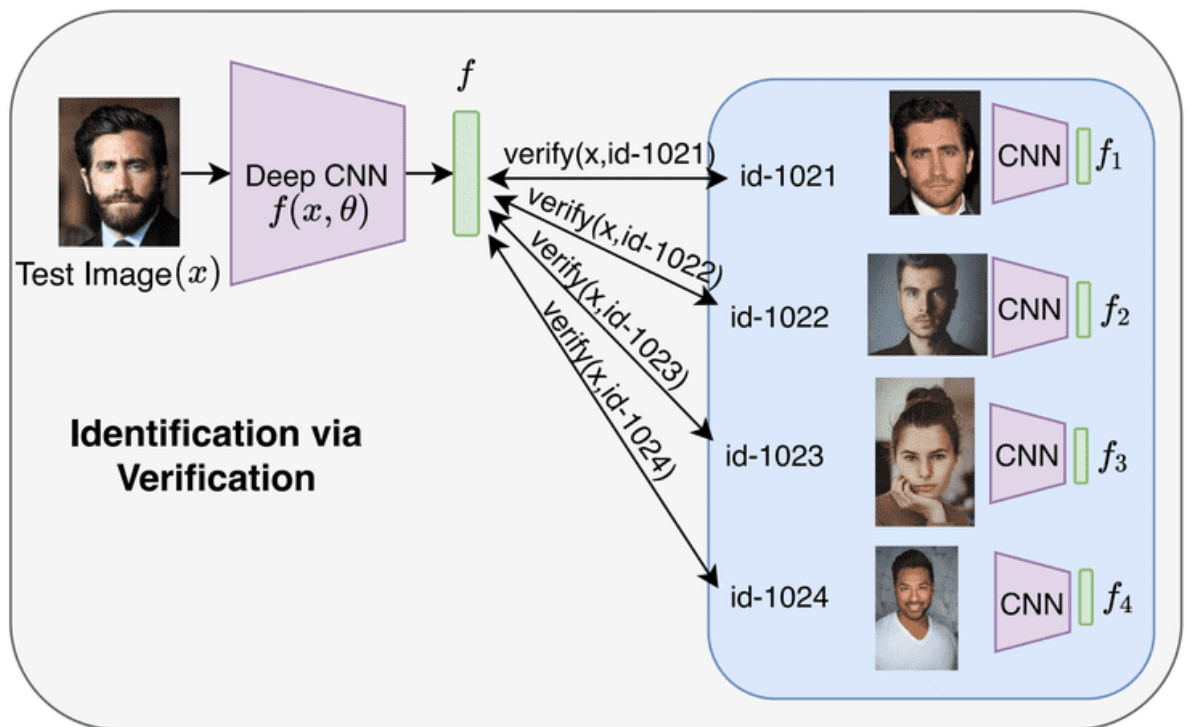 f
Deep CNN
f(x, θ)
Test Image(x)
verify(x,id-1021)
verify(x,id-1022)
verify(x,id-1023)
verify(x,id-1024)
Identification via
Verification
id-1021
CNN
f₁
id-1022
CNN
f₂
id-1023
CNN
f₃
id-1024
CNN
f₄